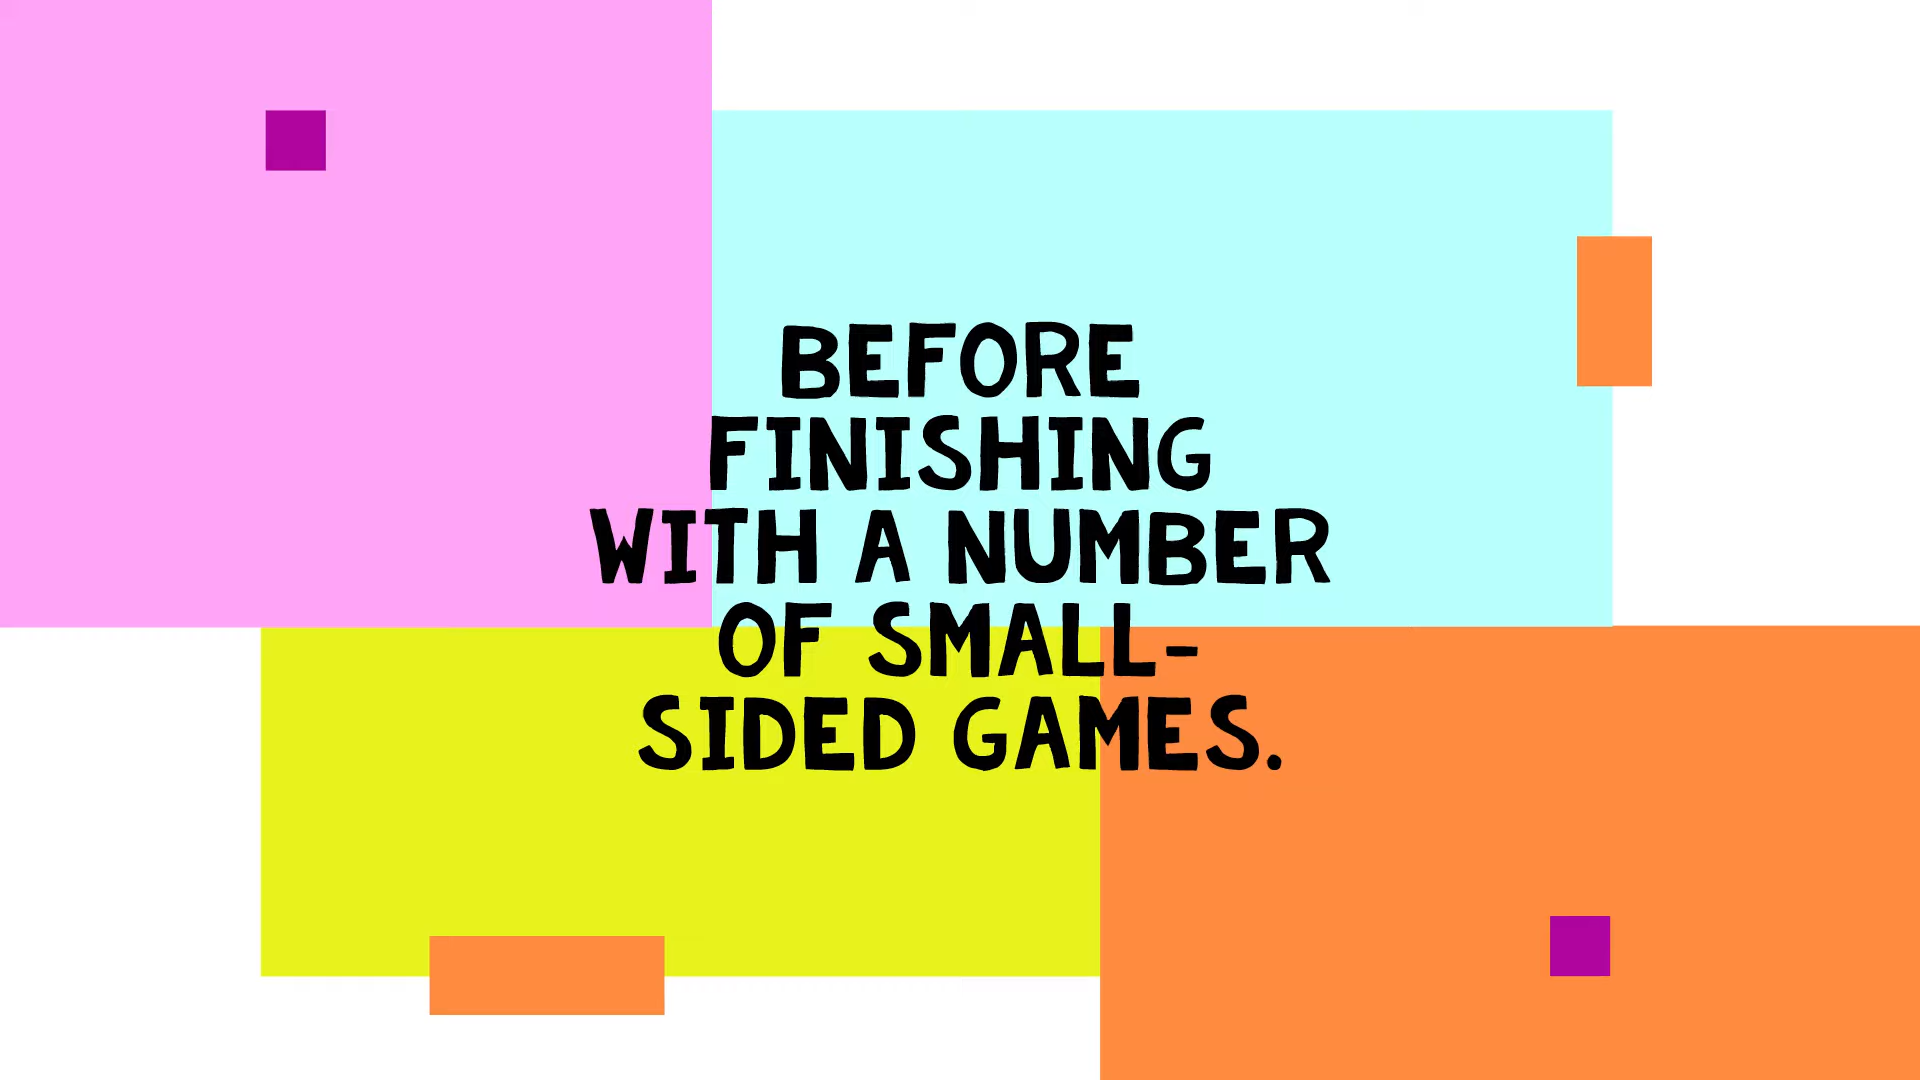 BEFORE
FINISHING
WITH A NUMBER
OF SMALL-
SIDED GAMES.